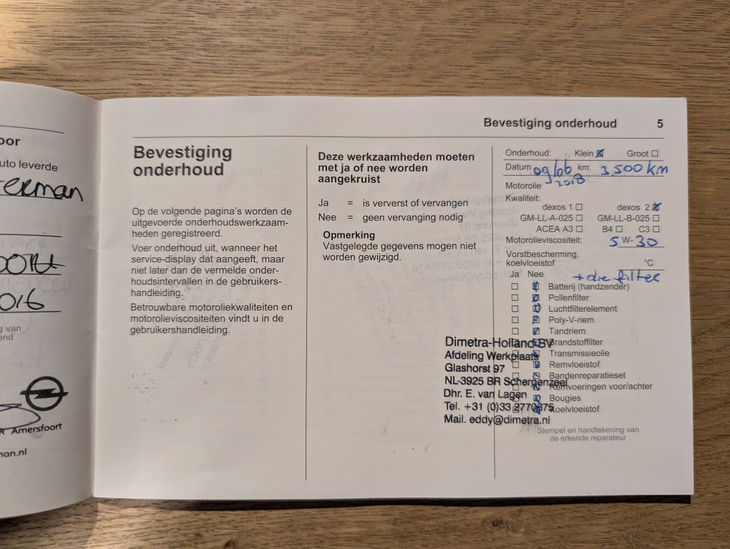 oor
uto leverde
erkman
2016
ng van
end
R Amersfoort
nan.nl
Bevestiging onderhoud 5
Bevestiging
onderhoud
Op de volgende pagina's worden de
uitgevoerde onderhoudswerkzaam-
heden geregistreerd.
Voer onderhoud uit, wanneer het
service-display dat aangeeft, maar
niet later dan de vermelde onder-
houdsintervallen in de gebruikers-
handleiding.
Betrouwbare motoroliekwaliteiten en
motorolieviscositeiten vindt u in de
gebruikershandleiding.
Deze werkzaamheden moeten
met ja of nee worden
aangekruist
Ja = is ververst of vervangen
Nee = geen vervanging nodig
Opmerking
Vastgelegde gegevens mogen niet
worden gewijzigd.
Onderhoud: Klein ☒ Groot ☐
Datum 09/06 km 3,500 km
2018
Motorolie
Kwaliteit:
dexos 1 ☐ dexos 2 ☒
GM-LL-A-025 ☐ GM-LL-B-025 ☐
ACEA A3 ☐ B4 ☐ C3 ☐
Motorolieviscositeit: 5 W- 30
Vorstbescherming,
koelvloeistof °C
Ja Nee + olie filter
☐ ☒ Batterij (handzender)
☐ ☒ Pollenfilter
☐ ☒ Luchtfilterelement
☐ ☒ Poly-V-riem
☐ ☒ Tandriem
☐ ☒ Brandstoffilter
☐ ☒ Transmissieolie
☐ ☒ Remvloeistof
☐ ☒ Bandenreparatieset
☐ ☒ Remvoeringen voor/achter
☐ ☒ Bougies
☐ ☒ Koelvloeistof
Dimetra-Holland BV
Afdeling Werkplaats
Glashorst 97
NL-3925 BR Scherpenzeel
Dhr. E. van Lagen
Tel. +31 (0)33 2770875
Mail. eddy@dimetra.nl
Stempel en handtekening van
de erkende reparateur